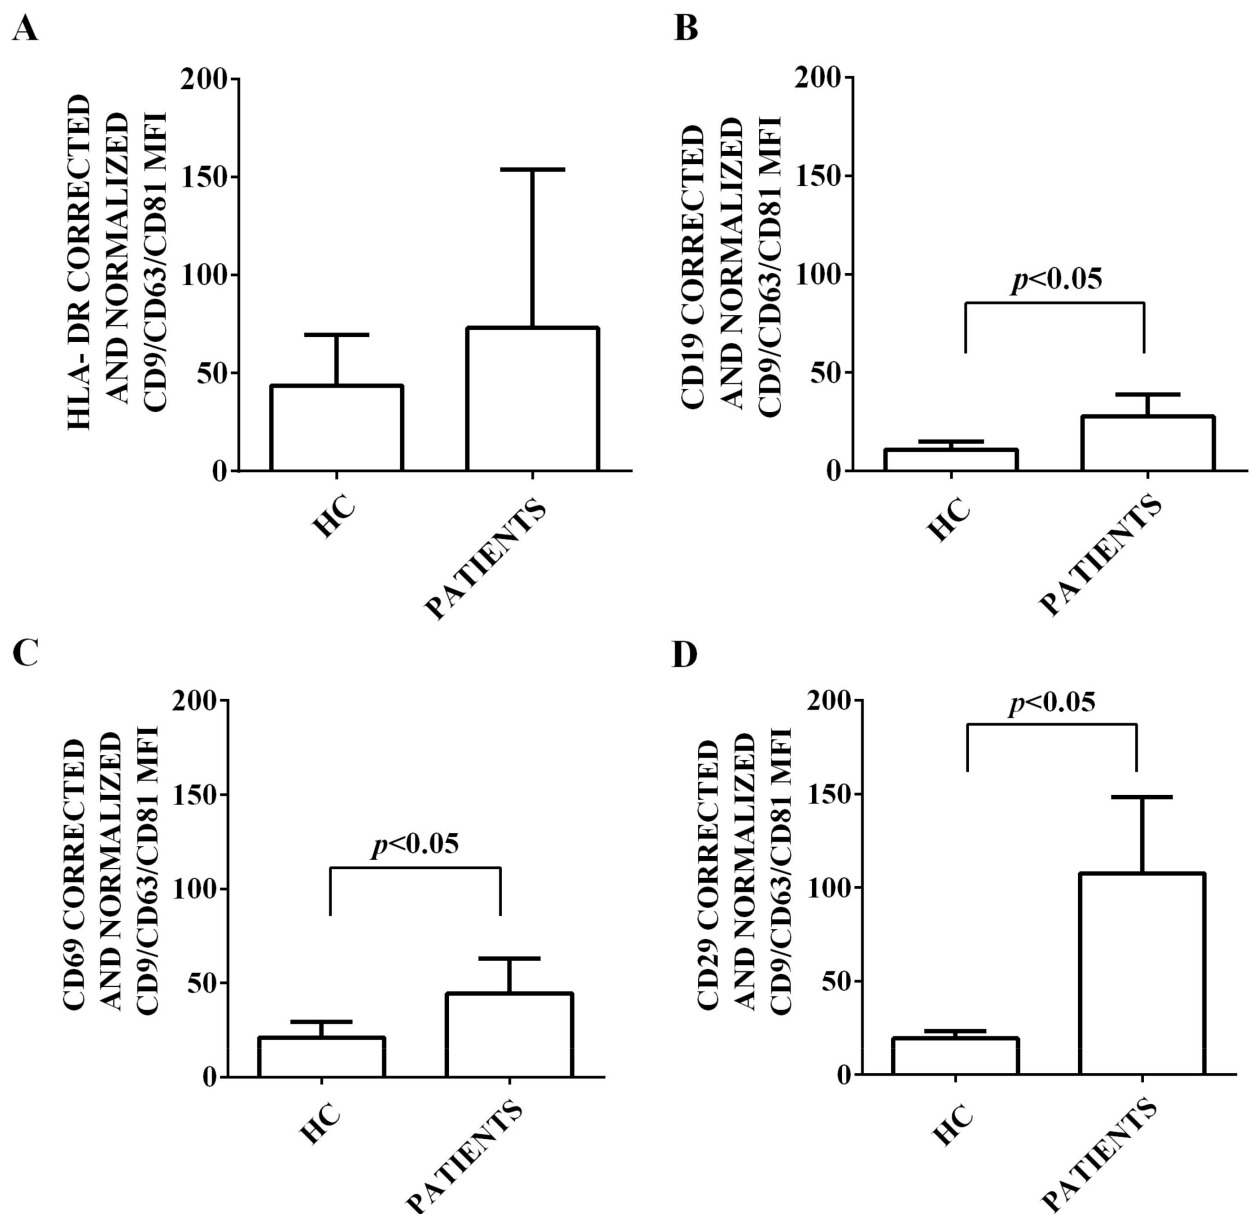 A
HLA- DR CORRECTED
AND NORMALIZED
CD9/CD63/CD81 MFI
200
150
100
50
0
HC
PATIENTS
B
CD19 CORRECTED
AND NORMALIZED
CD9/CD63/CD81 MFI
200
150
100
50
0
p<0.05
HC
PATIENTS
C
CD69 CORRECTED
AND NORMALIZED
CD9/CD63/CD81 MFI
200
150
100
50
0
p<0.05
HC
PATIENTS
D
CD29 CORRECTED
AND NORMALIZED
CD9/CD63/CD81 MFI
200
150
100
50
0
p<0.05
HC
PATIENTS